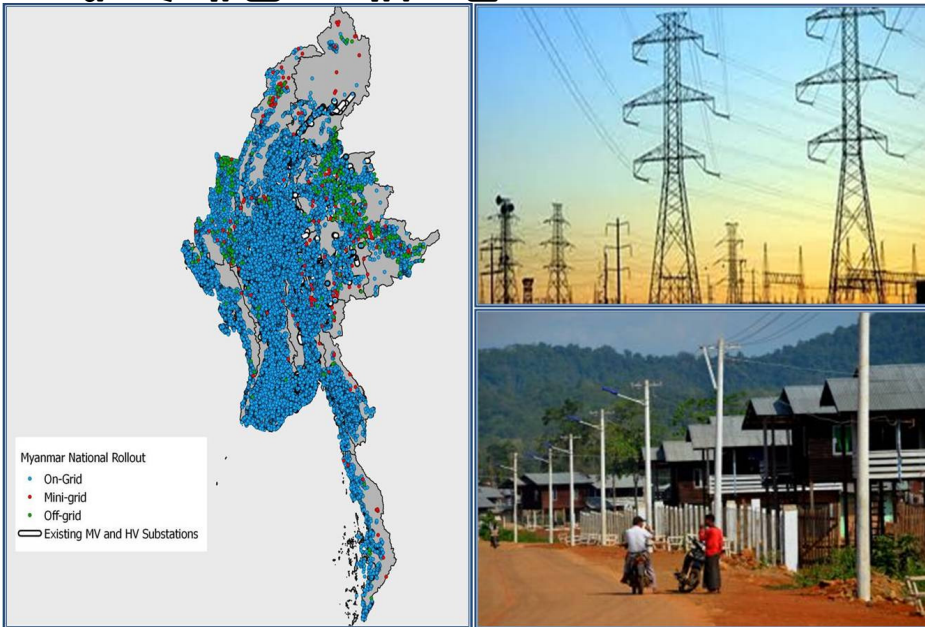 Myanmar National Rollout
On-Grid
Mini-grid
Off-grid
Existing MV and HV Substations